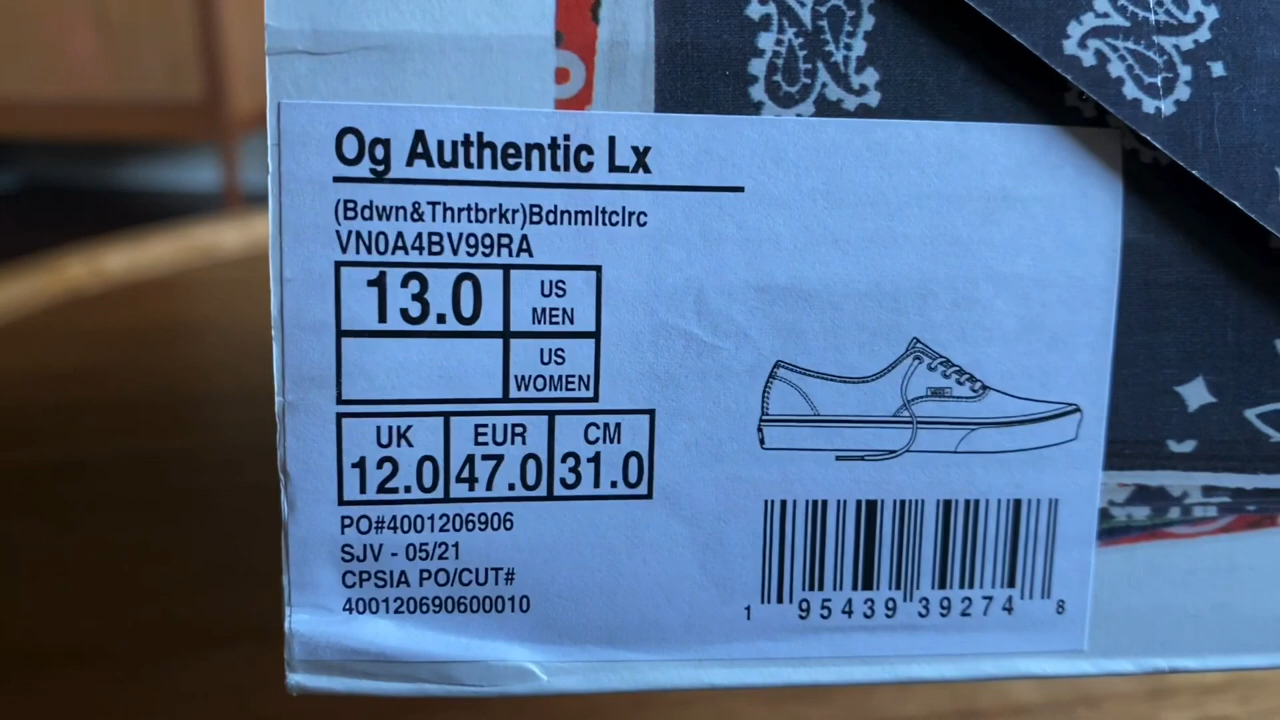 Og Authentic Lx
(Bdwn&Thrtbrkr)Bdnmltclrc
VN0A4BV99RA
13.0 US MEN
US WOMEN
UK EUR CM
12.0 47.0 31.0
PO#4001206906
SJV - 05/21
CPSIA PO/CUT#
400120690600010
1 95439 39274 8